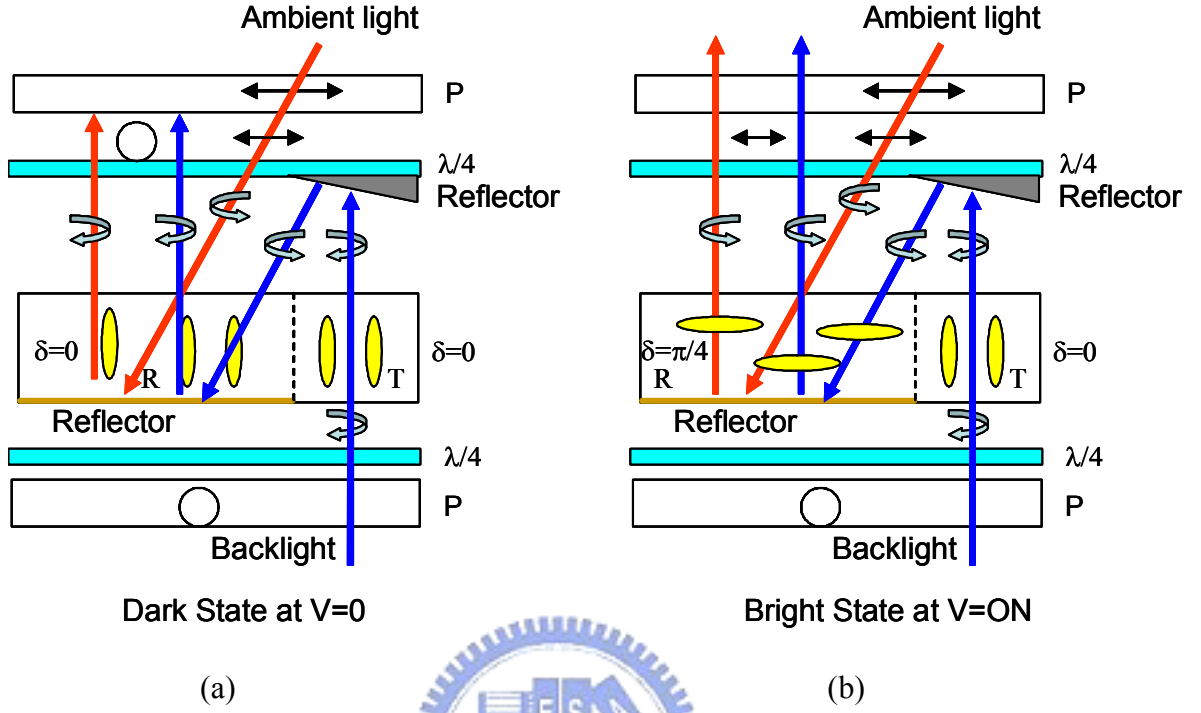 Ambient light
P
λ/4
Reflector
δ=0
R
T
δ=0
Reflector
λ/4
P
Backlight
Dark State at V=0
(a)
Ambient light
P
λ/4
Reflector
δ=π/4
R
T
δ=0
Reflector
λ/4
P
Backlight
Bright State at V=ON
(b)